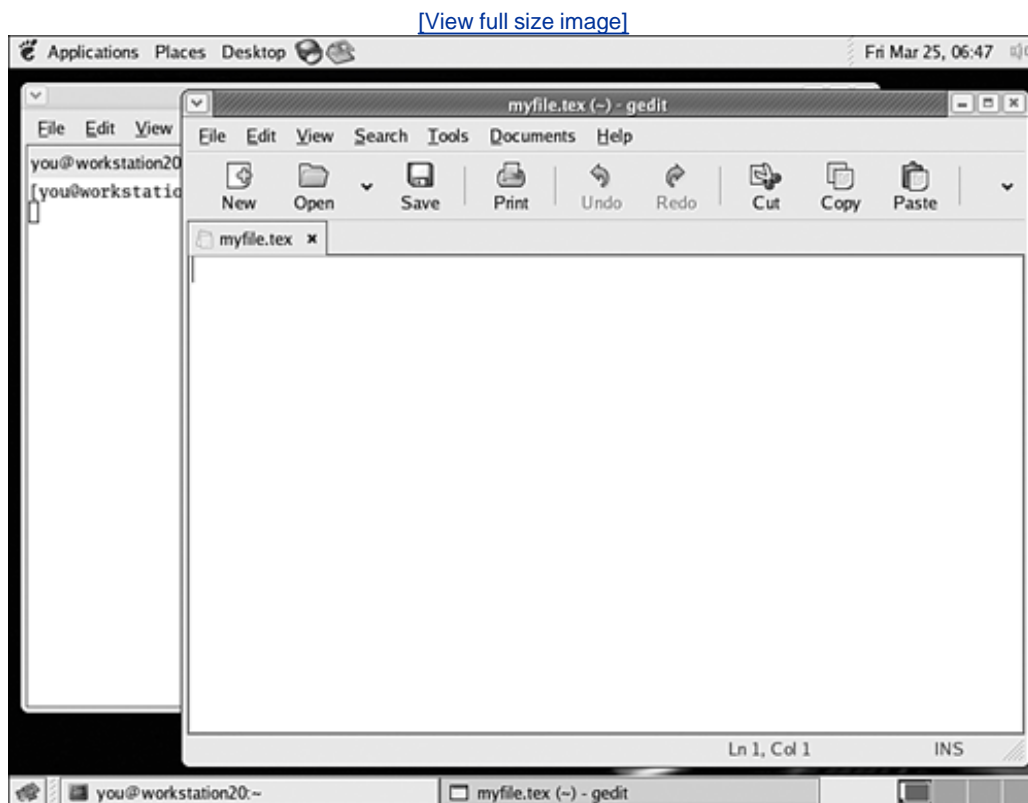 [View full size image]
Applications Places Desktop Fri Mar 25, 06:47
myfile.tex (~) - gedit
File Edit View
File Edit View Search Tools Documents Help
you@workstation20
[you@workstatio
New Open Save Print Undo Redo Cut Copy Paste
myfile.tex
Ln 1, Col 1 INS
you@workstation20:~ myfile.tex (~) - gedit